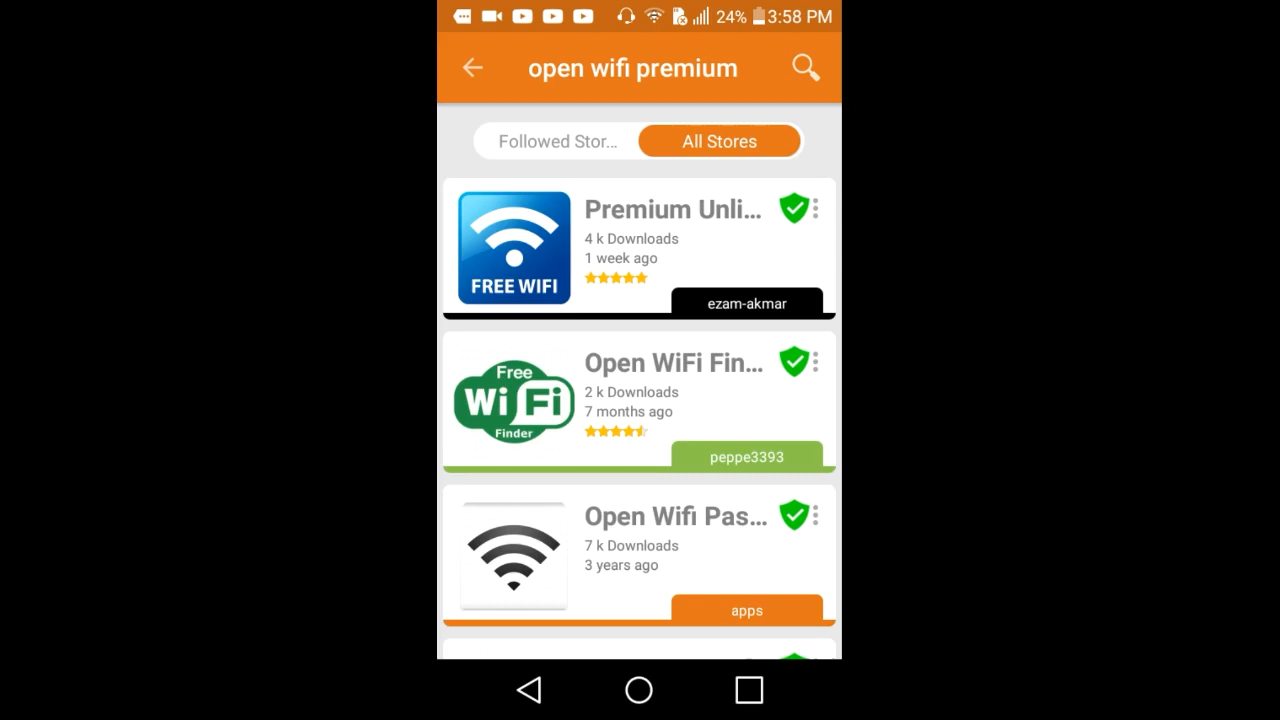 24% 3:58 PM
open wifi premium
Followed Stor... All Stores
Premium Unli...
4 k Downloads
1 week ago
FREE WIFI
ezam-akmar
Open WiFi Fin...
Free
WiFi
Finder
2 k Downloads
7 months ago
peppe3393
Open Wifi Pas...
7 k Downloads
3 years ago
apps